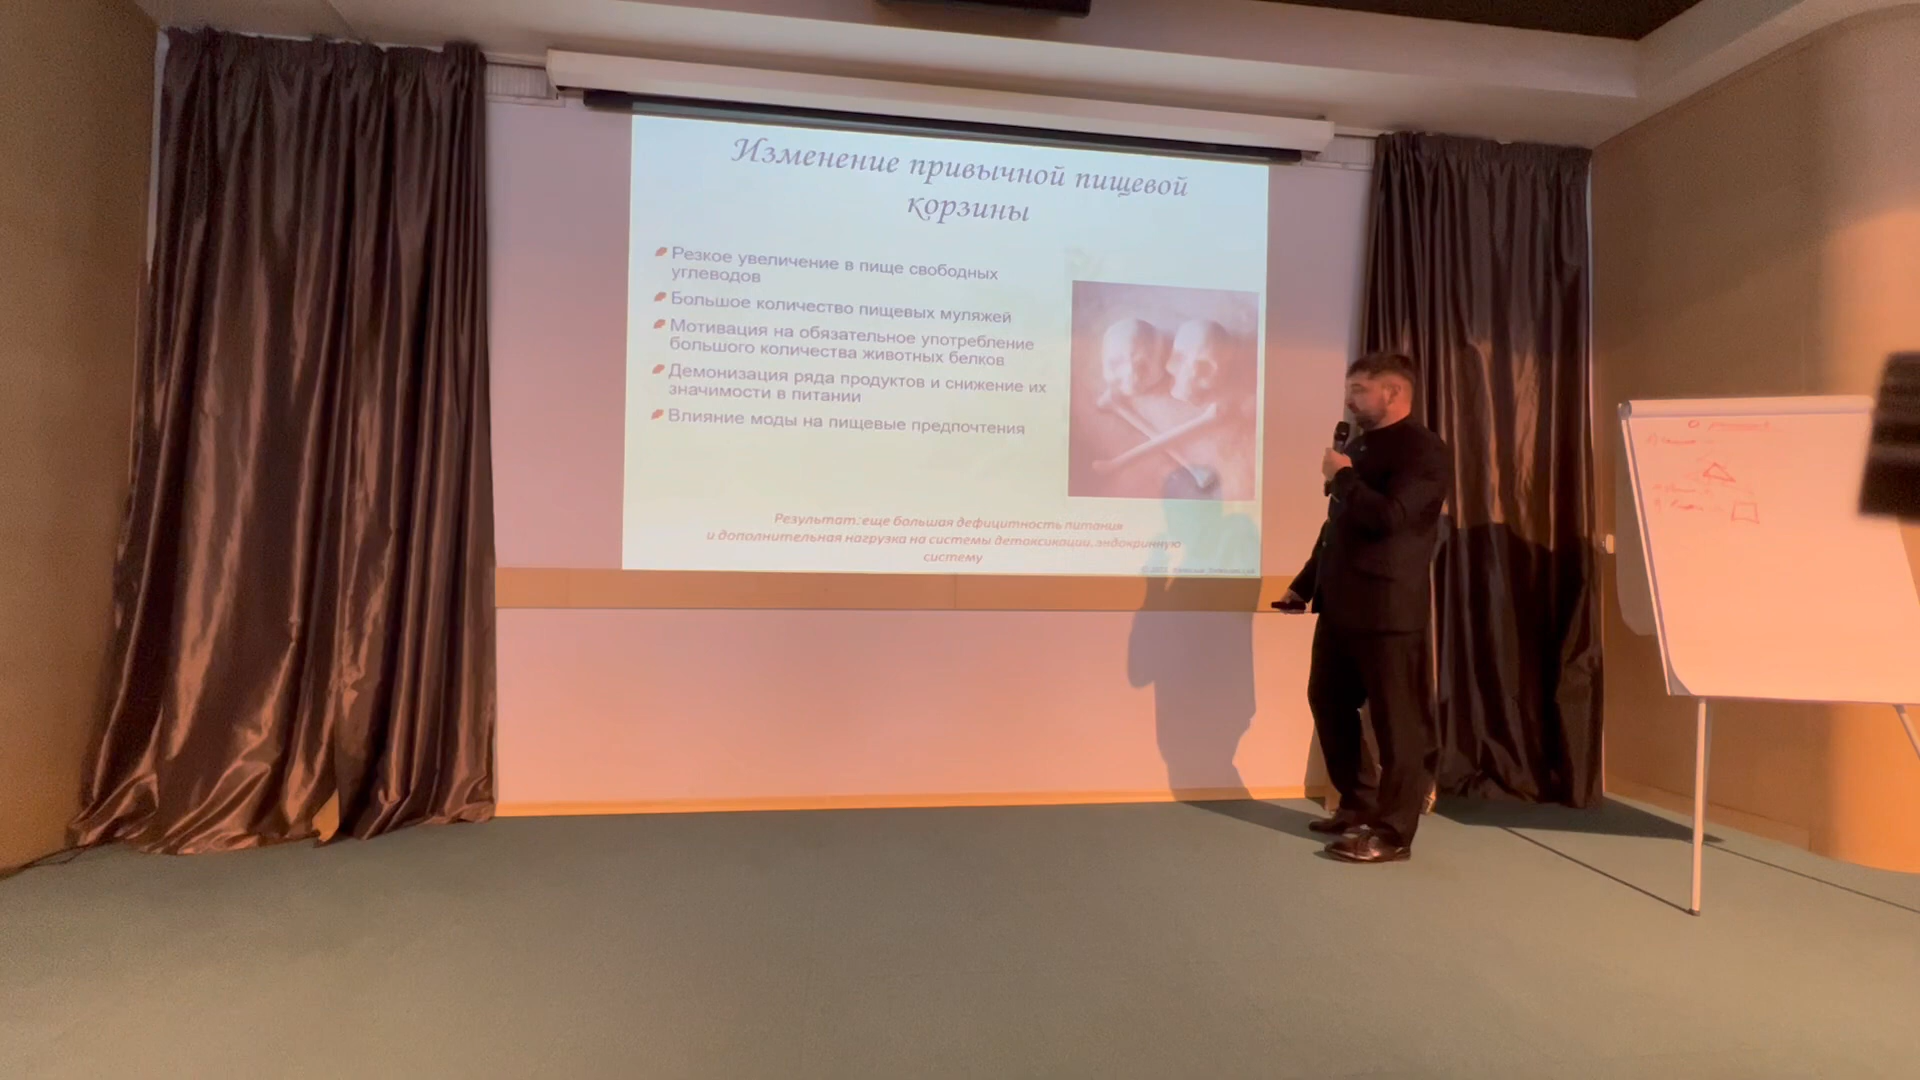 Изменение привычной пищевой
корзины
Резкое увеличение в пище свободных
углеводов
Большое количество пищевых муляжей
Мотивация на обязательное употребление
большого количества животных белков
Демонизация ряда продуктов и снижение их
значимости в питании
Влияние моды на пищевые предпочтения
Результат: еще большая дефицитность питания
и дополнительная нагрузка на системы детоксикации, эндокринную
систему